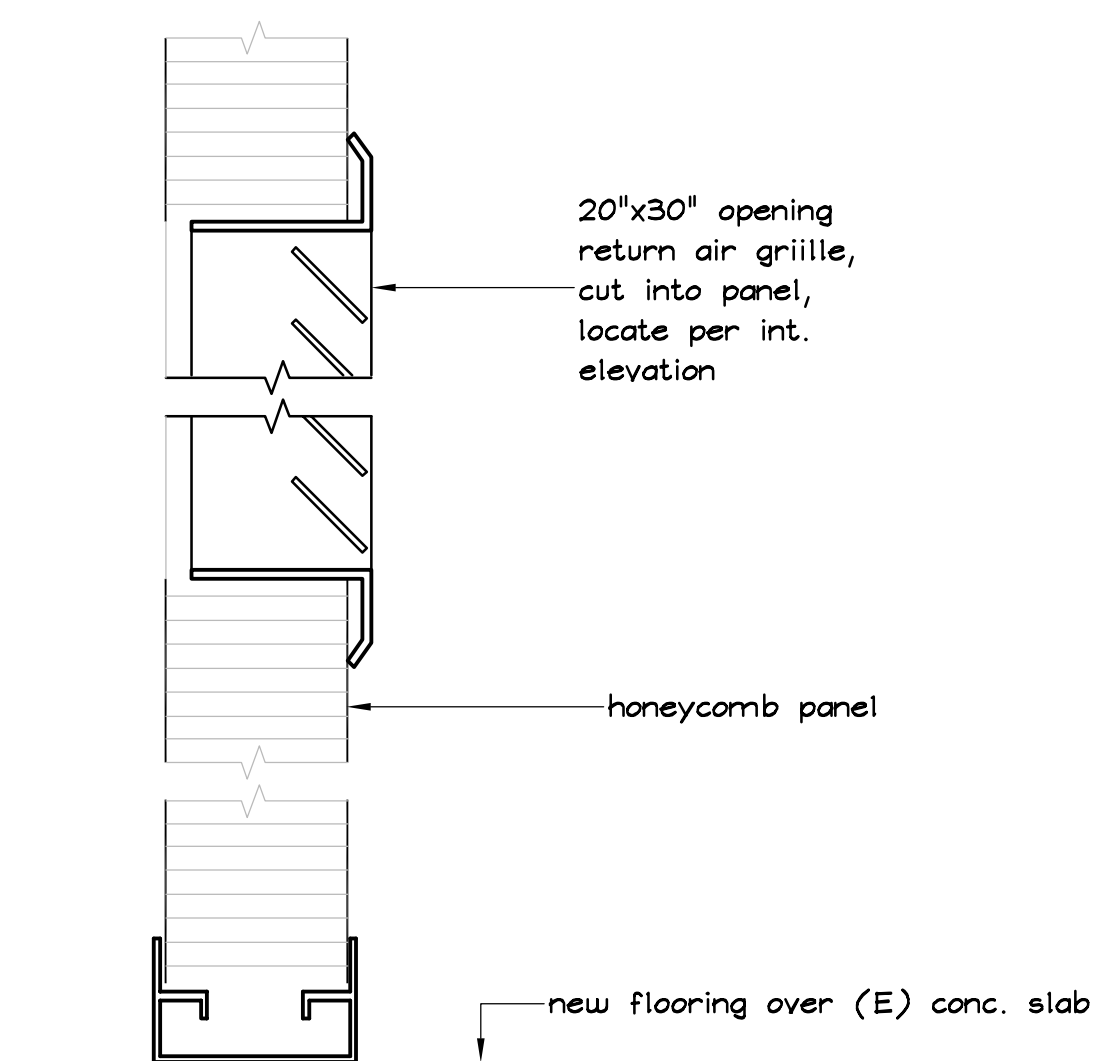 20"x30" opening
return air griille,
cut into panel,
locate per int.
elevation
honeycomb panel
new flooring over (E) conc. slab